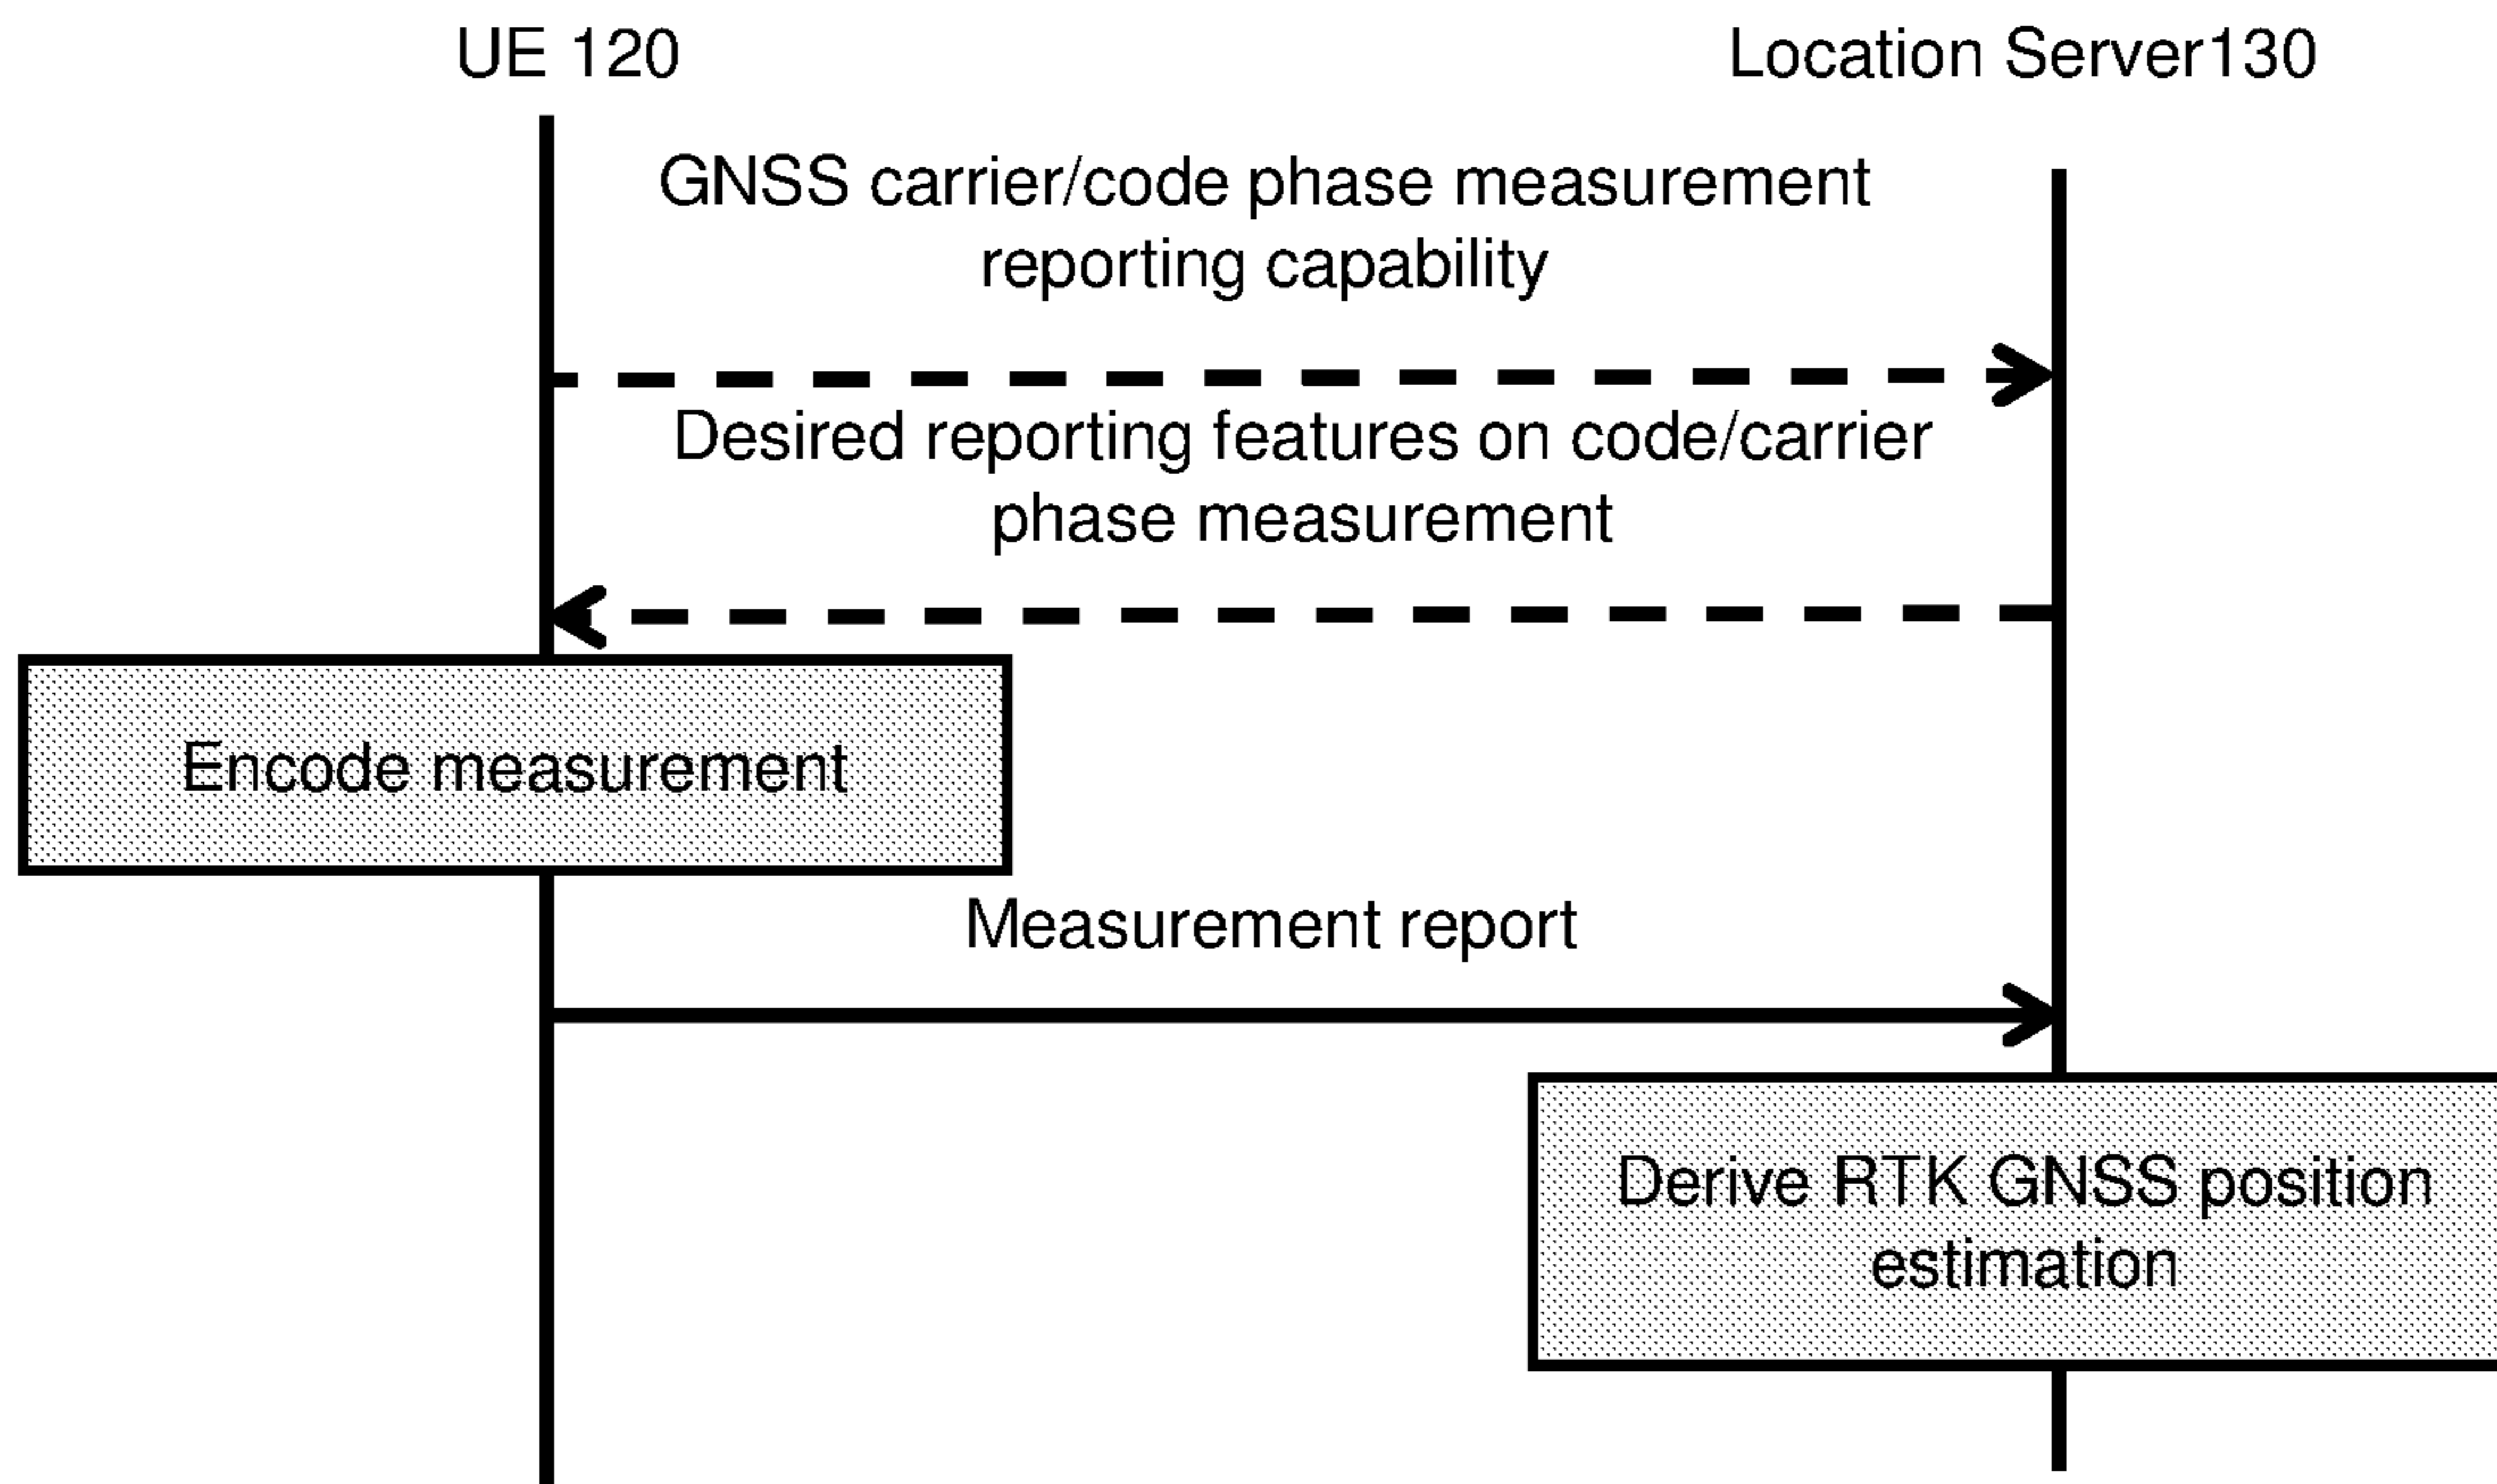 UE 120
Location Server130
GNSS carrier/code phase measurement
reporting capability
Desired reporting features on code/carrier
phase measurement
Encode measurement
Measurement report
Derive RTK GNSS position
estimation